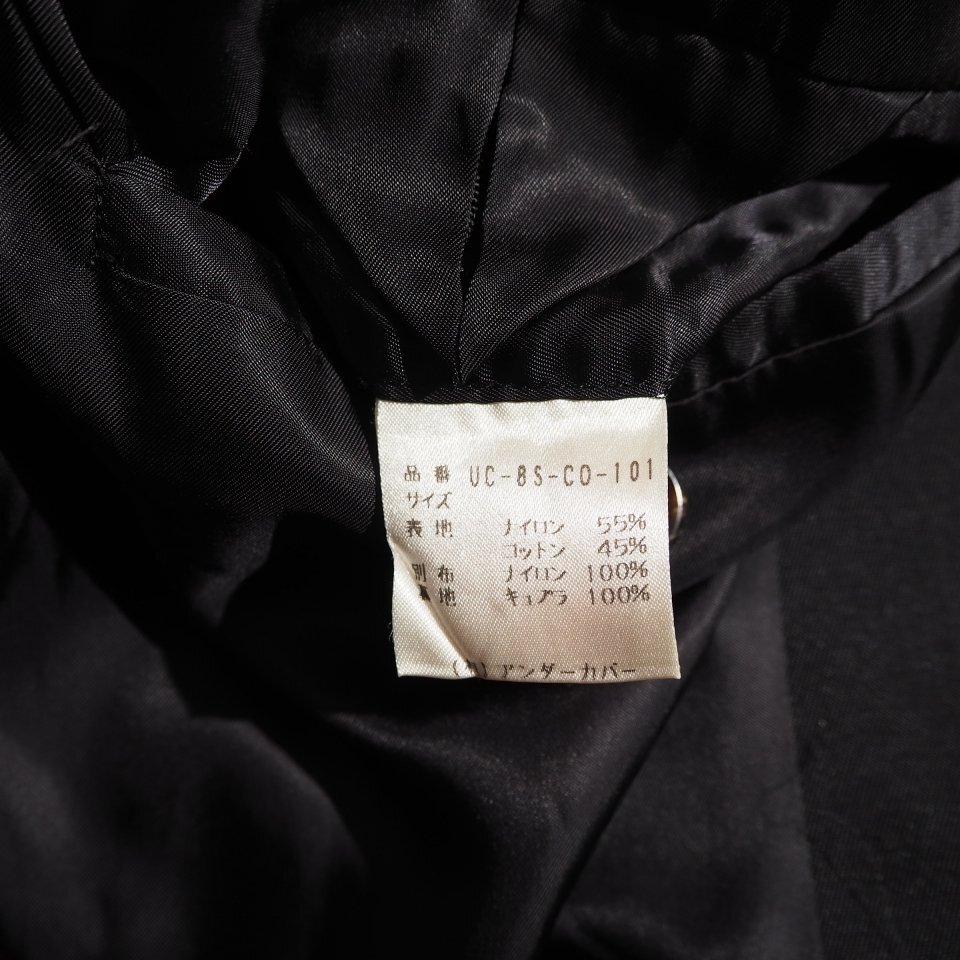 品番 UC-8S-CO-101
サイズ
表地 ナイロン 55%
コットン 45%
別布 ナイロン 100%
地 キュプラ 100%
アンダーカバー